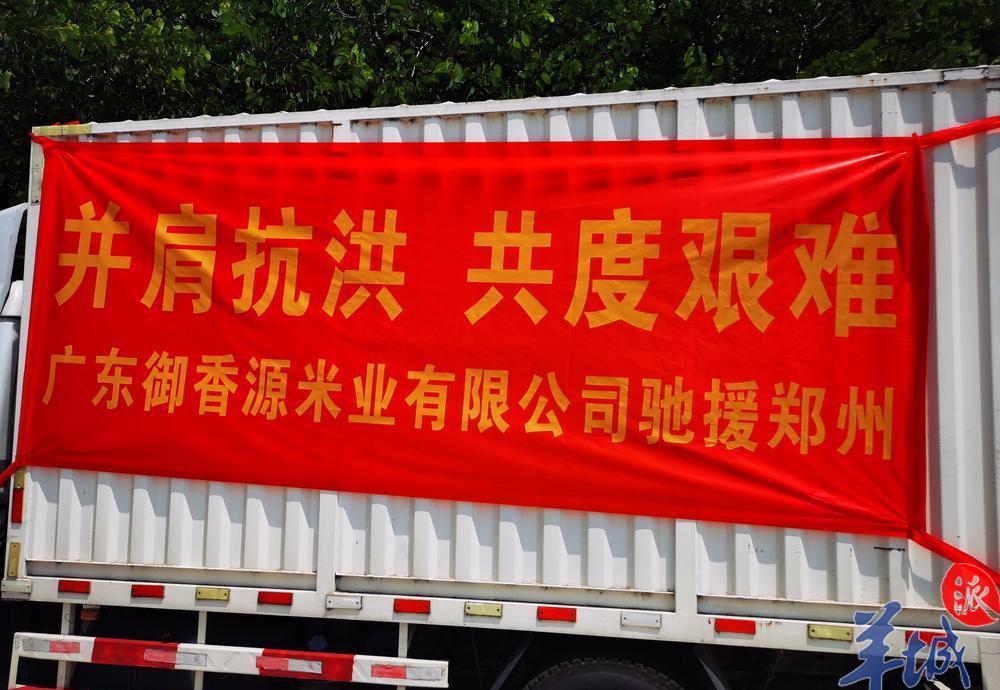 并肩抗洪 共度艰难
广东御香源米业有限公司驰援郑州
羊城派